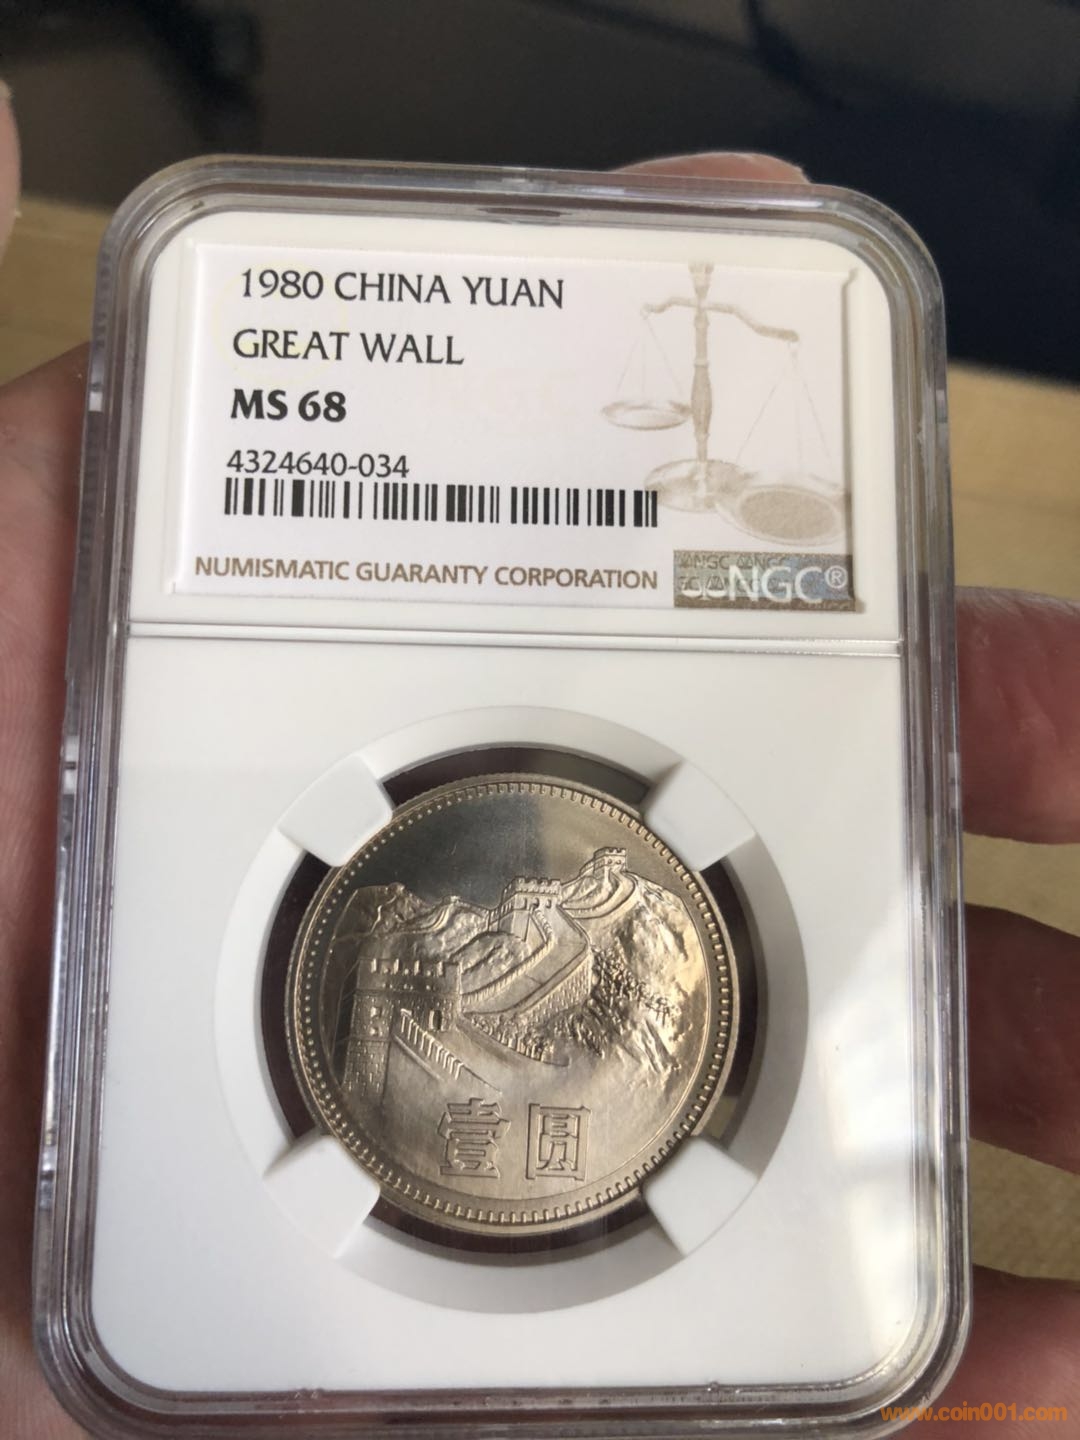 1980 CHINA YUAN
GREAT WALL
MS 68
4324640-034
NUMISMATIC GUARANTY CORPORATION
NGC®
壹圆
www.coin001.com